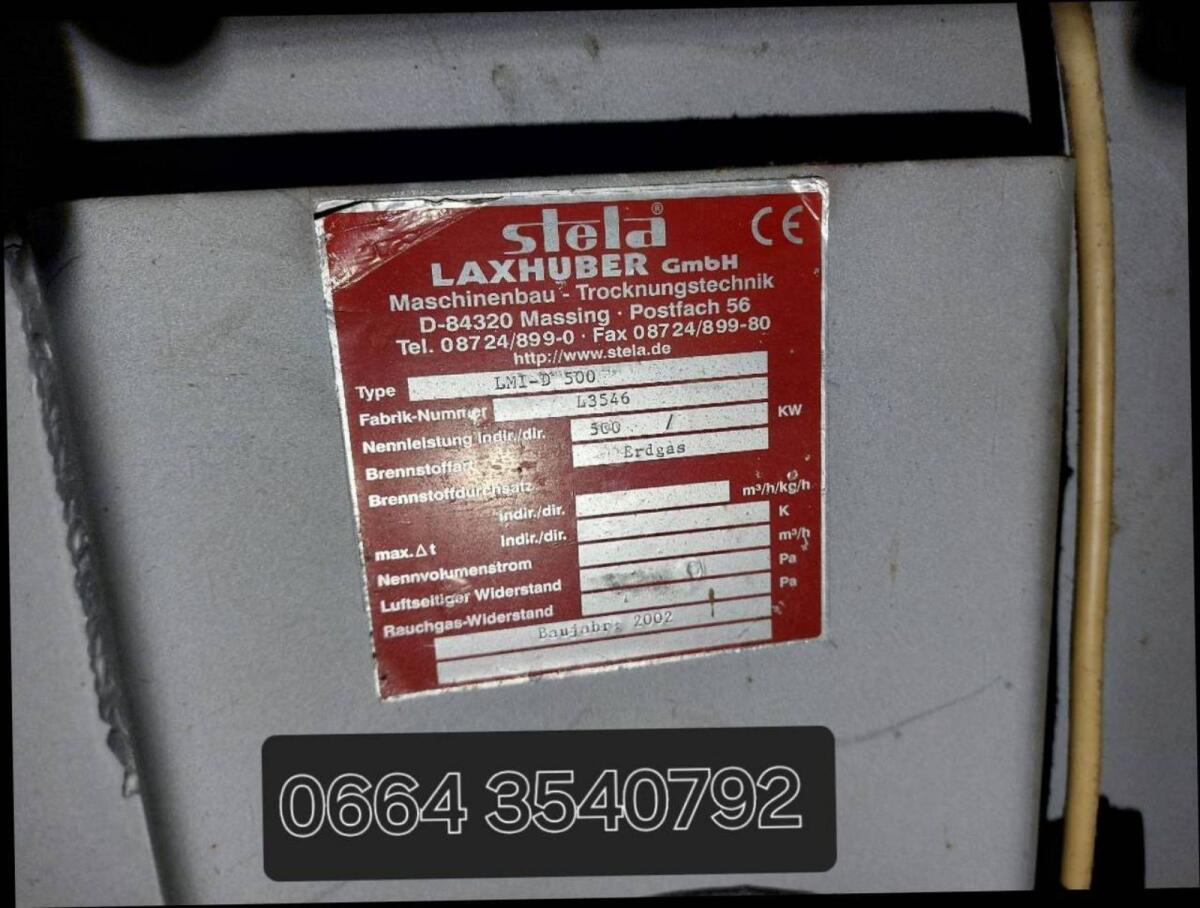 stela®
CE
LAXHUBER GmbH
Maschinenbau - Trocknungstechnik
D-84320 Massing · Postfach 56
Tel. 08724/899-0 · Fax 08724/899-80
http://www.stela.de
Type LMI-D 500
Fabrik-Nummer L3546
Nennleistung indir./dir. 500 / KW
Brennstoffart Erdgas
Brennstoffdurchsatz
indir./dir. m³/h/kg/h
max. Δt indir./dir. K
Nennvolumenstrom m³/h
Luftseitiger Widerstand Pa
Rauchgas-Widerstand Pa
Baujahr: 2002
0664 3540792